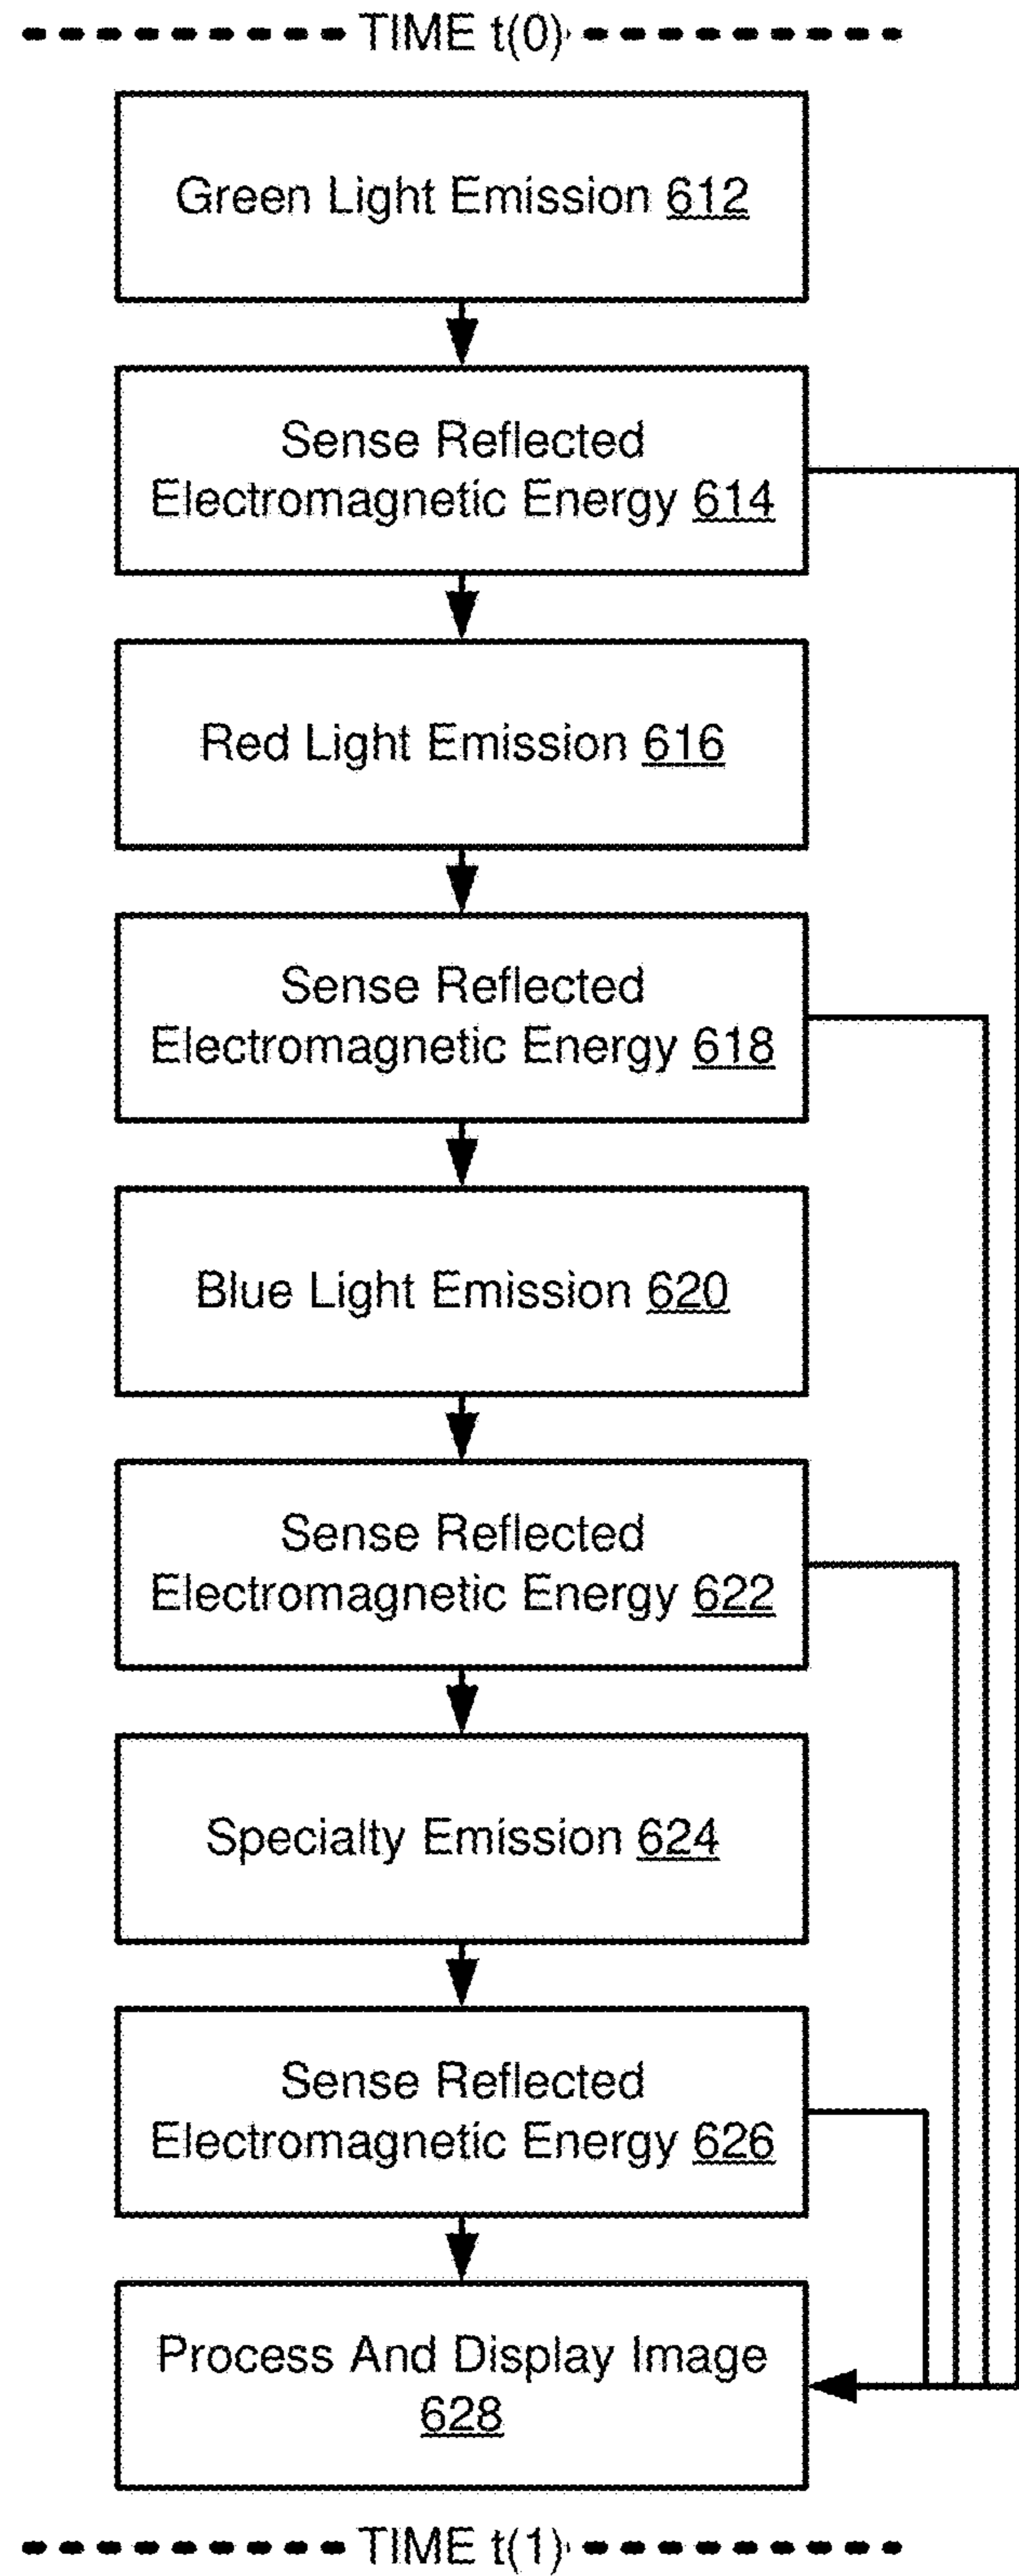 TIME t(0)
Green Light Emission 612
Sense Reflected
Electromagnetic Energy 614
Red Light Emission 616
Sense Reflected
Electromagnetic Energy 618
Blue Light Emission 620
Sense Reflected
Electromagnetic Energy 622
Specialty Emission 624
Sense Reflected
Electromagnetic Energy 626
Process And Display Image
628
TIME t(1)